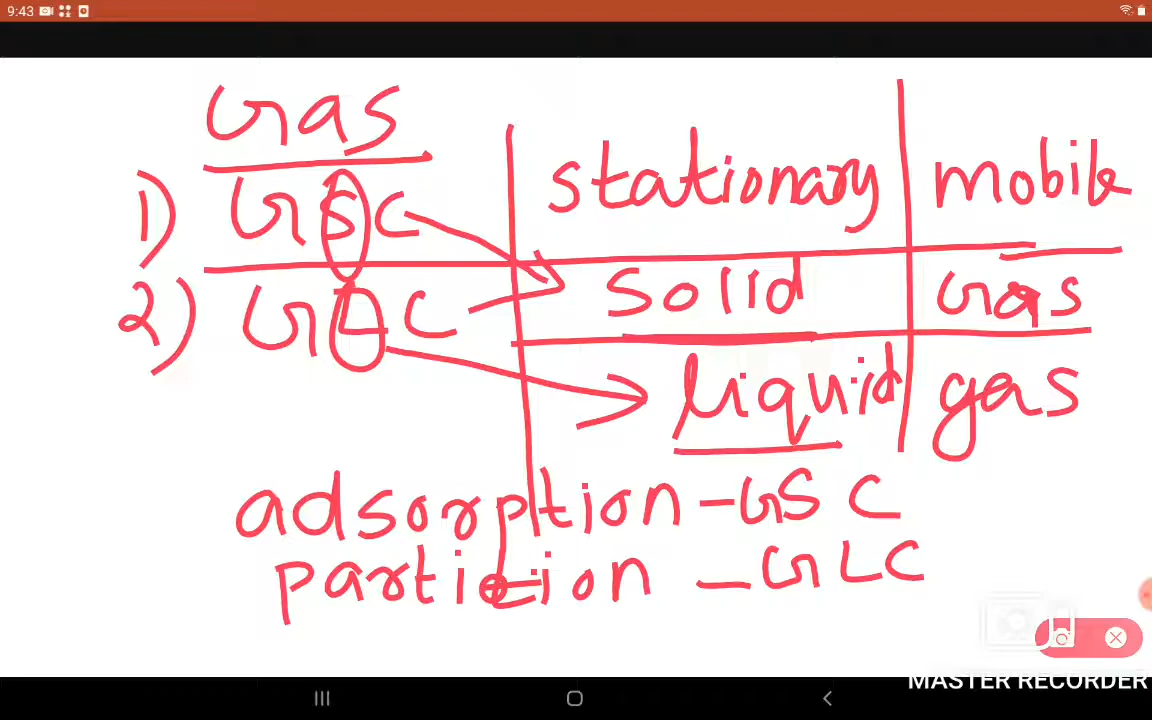 9:43
Gas
stationary mobile
1) GSC solid Gas
2) GLC liquid gas
adsorption - GSC
partition - GLC
MASTER RECORDER